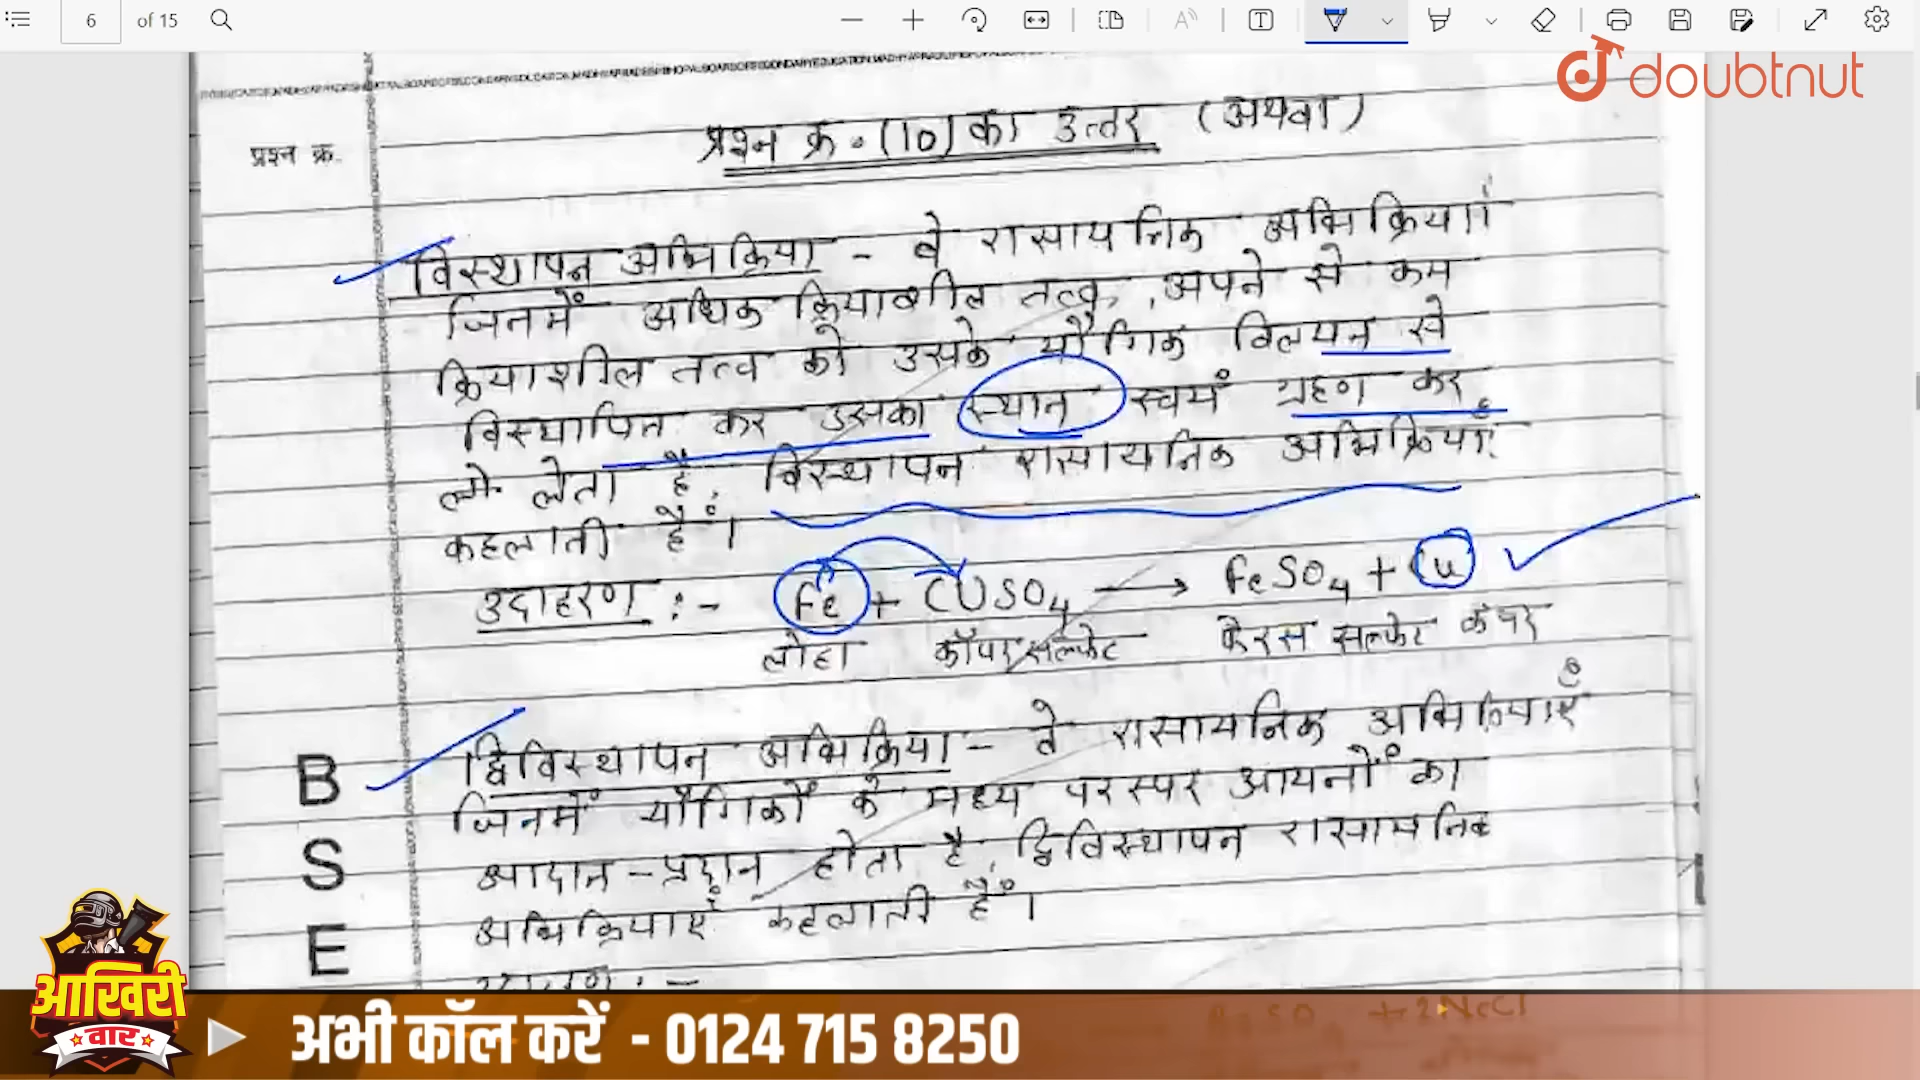 6 of 15
doubtnut
प्रश्न क्र.
प्रश्न क्र. (10) का उत्तर (अथवा)
विस्थापन अभिक्रिया - वे रासायनिक अभिक्रियाएं
जिनमें अधिक क्रियाशील तत्व, अपने से कम
क्रियाशील तत्व को उसके यौगिक विलयन से
विस्थापित कर उसका स्थान स्वयं ग्रहण कर
लेता है, विस्थापन रासायनिक अभिक्रियाएं
कहलाती हैं।
उदाहरण :- Fe + CuSO4 → FeSO4 + Cu
लोहा कॉपर सल्फेट फैरस सल्फेट कॉपर
द्विविस्थापन अभिक्रिया - वे रासायनिक अभिक्रियाएं
जिनमें यौगिकों के मध्य परस्पर आयनों का
आदान-प्रदान होता है, द्विविस्थापन रासायनिक
अभिक्रियाएं कहलाती हैं।
B
S
E
आखिरी
वार
अभी कॉल करें - 0124 715 8250